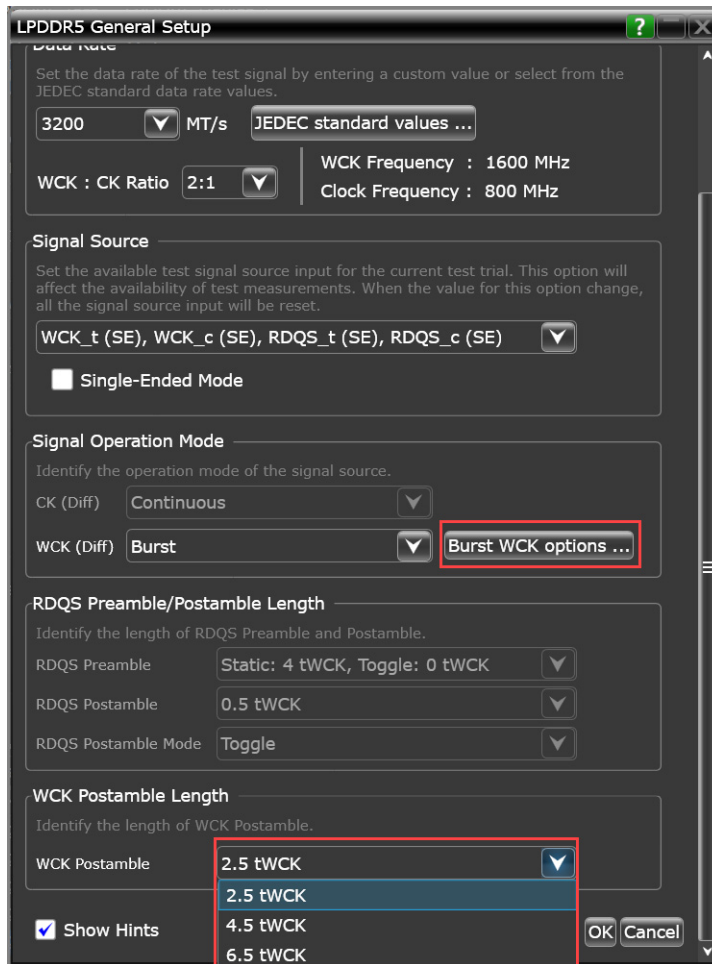 LPDDR5 General Setup
?
X
Data Rate
Set the data rate of the test signal by entering a custom value or select from the
JEDEC standard data rate values.
3200 MT/s JEDEC standard values ...
WCK : CK Ratio 2:1
WCK Frequency : 1600 MHz
Clock Frequency : 800 MHz
Signal Source
Set the available test signal source input for the current test trial. This option will
affect the availability of test measurements. When the value for this option change,
all the signal source input will be reset.
WCK_t (SE), WCK_c (SE), RDQS_t (SE), RDQS_c (SE)
Single-Ended Mode
Signal Operation Mode
Identify the operation mode of the signal source.
CK (Diff) Continuous
WCK (Diff) Burst Burst WCK options ...
RDQS Preamble/Postamble Length
Identify the length of RDQS Preamble and Postamble.
RDQS Preamble Static: 4 tWCK, Toggle: 0 tWCK
RDQS Postamble 0.5 tWCK
RDQS Postamble Mode Toggle
WCK Postamble Length
Identify the length of WCK Postamble.
WCK Postamble 2.5 tWCK
2.5 tWCK
4.5 tWCK
6.5 tWCK
Show Hints
OK Cancel